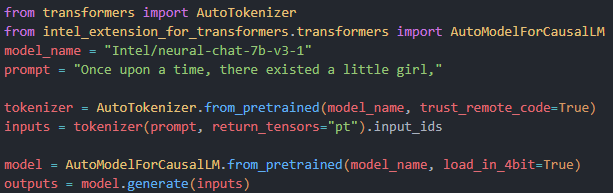 from transformers import AutoTokenizer
from intel_extension_for_transformers.transformers import AutoModelForCausalLM
model_name = "Intel/neural-chat-7b-v3-1"
prompt = "Once upon a time, there existed a little girl,"
tokenizer = AutoTokenizer.from_pretrained(model_name, trust_remote_code=True)
inputs = tokenizer(prompt, return_tensors="pt").input_ids
model = AutoModelForCausalLM.from_pretrained(model_name, load_in_4bit=True)
outputs = model.generate(inputs)